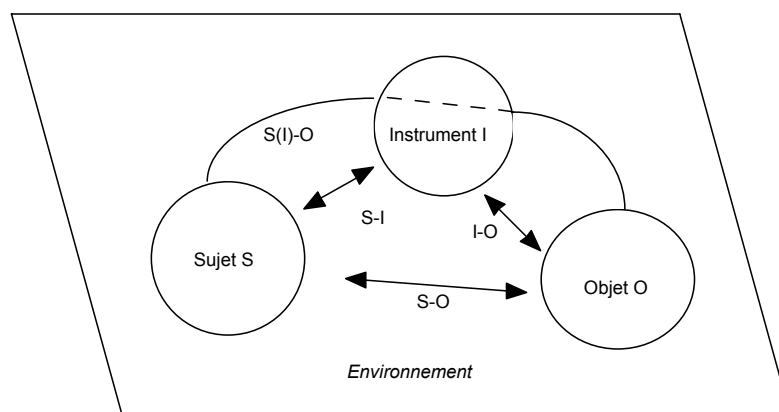 S(I)-O
Instrument I
S-I
I-O
Sujet S
Objet O
S-O
Environnement